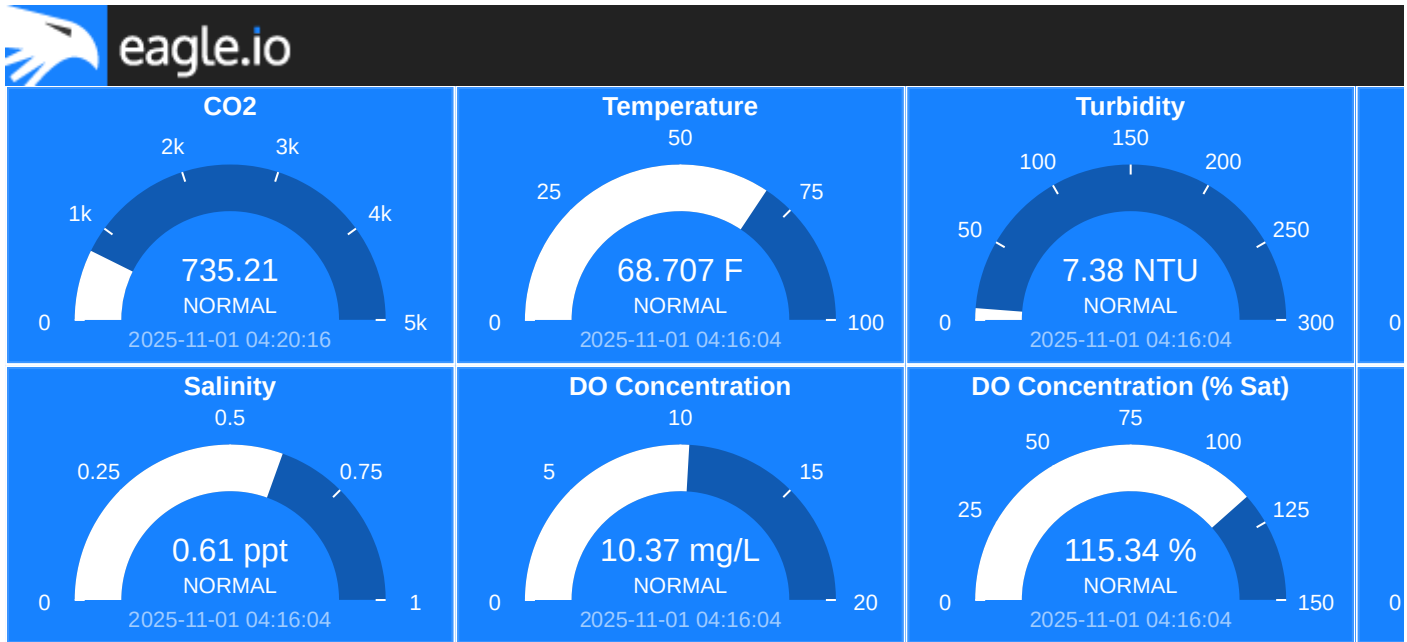 eagle.io
CO2
2k
3k
1k
4k
735.21
NORMAL
0
5k
2025-11-01 04:20:16
Temperature
50
25
75
68.707 F
NORMAL
0
100
2025-11-01 04:16:04
Turbidity
150
100
200
50
250
7.38 NTU
NORMAL
0
300
2025-11-01 04:16:04
0
Salinity
0.5
0.25
0.75
0.61 ppt
NORMAL
0
1
2025-11-01 04:16:04
DO Concentration
10
5
15
10.37 mg/L
NORMAL
0
20
2025-11-01 04:16:04
DO Concentration (% Sat)
75
50
100
25
125
115.34 %
NORMAL
0
150
2025-11-01 04:16:04
0